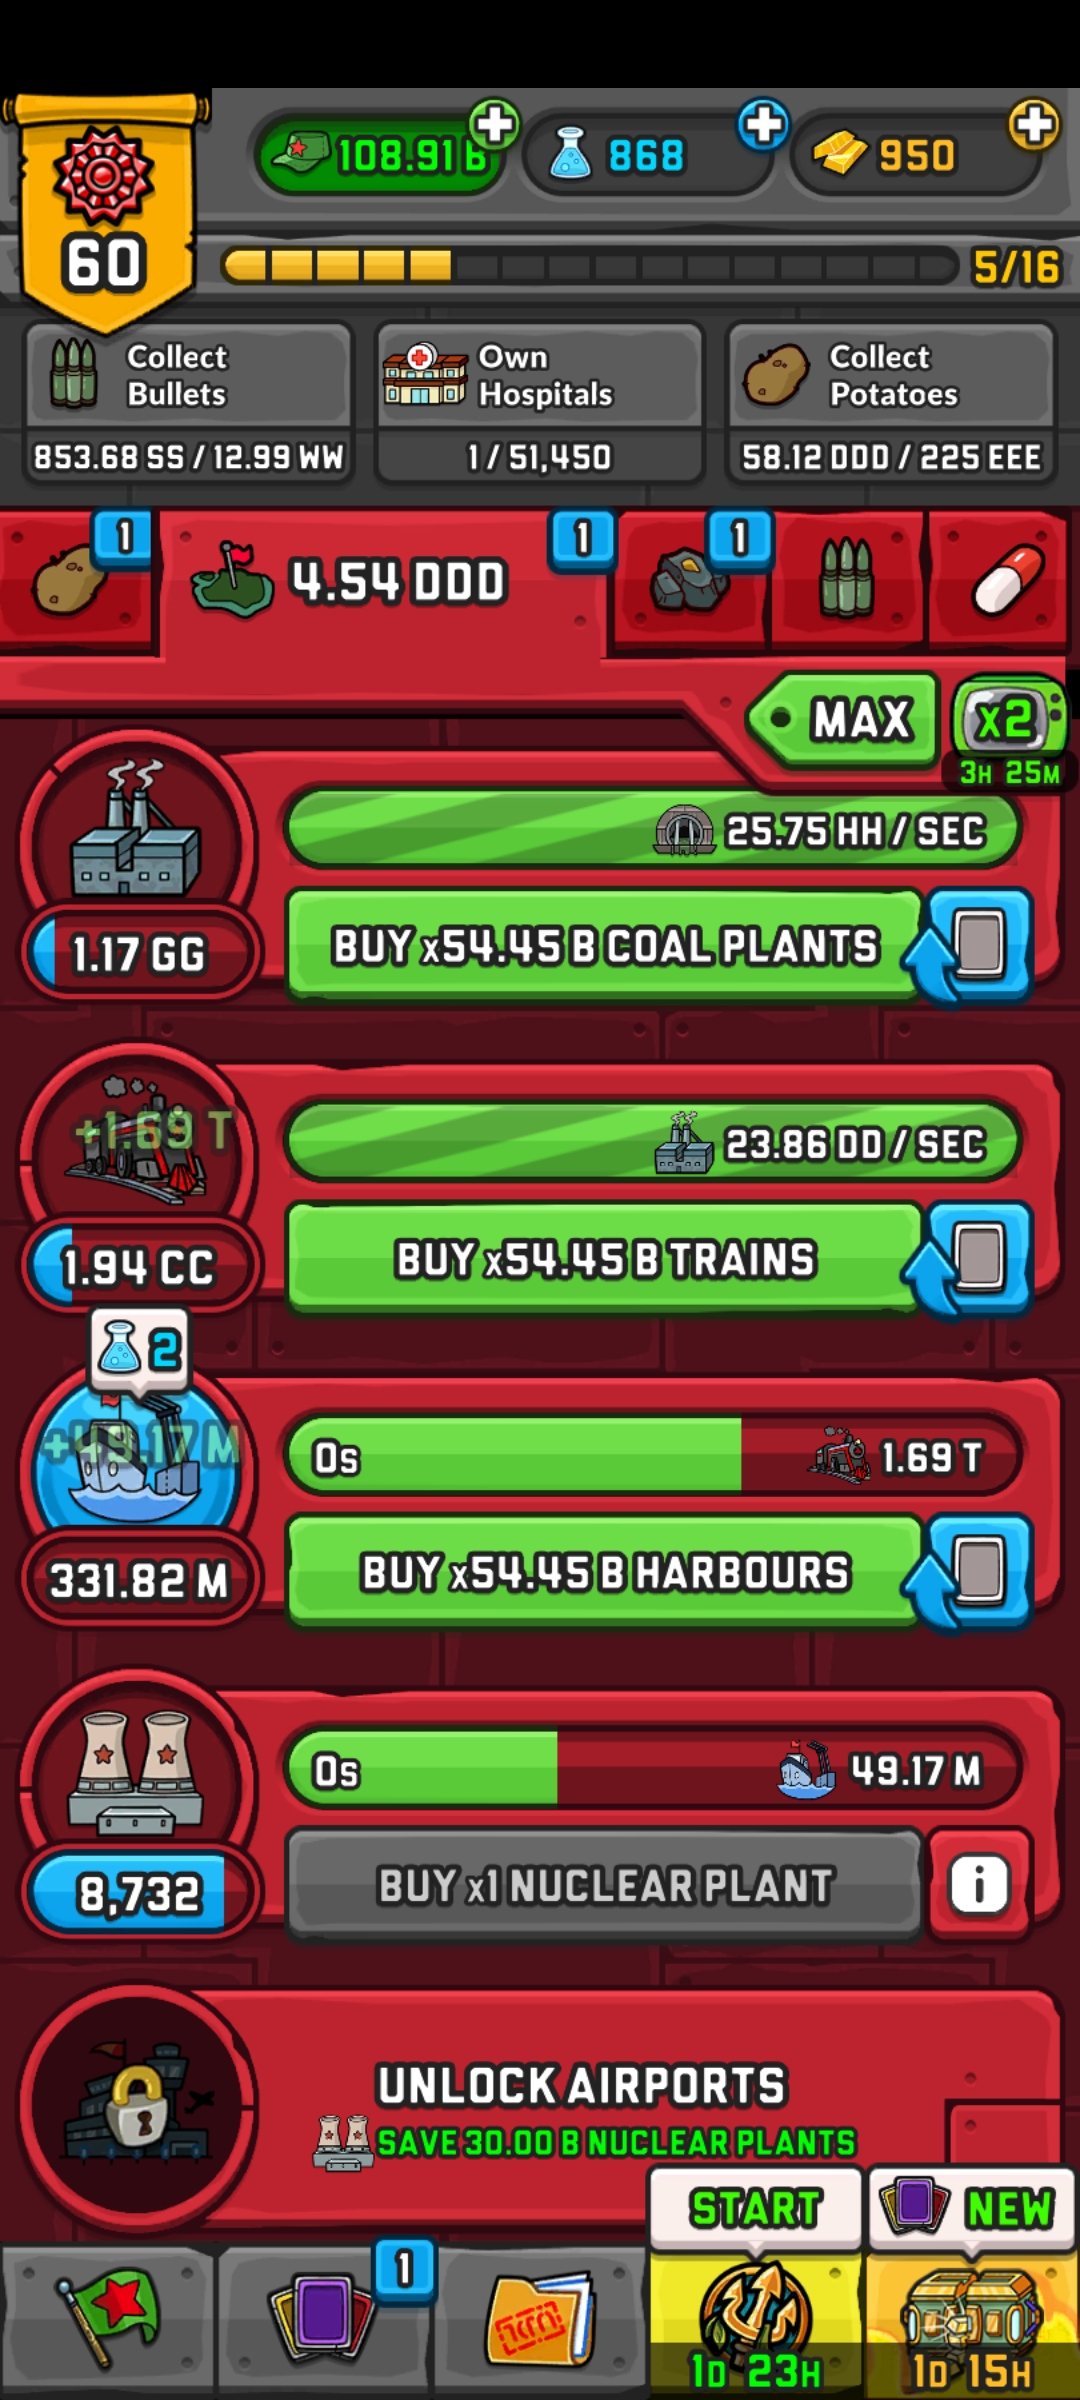 108.91 B
868
950
60
5/16
Collect
Bullets
853.68 SS / 12.99 WW
Own
Hospitals
1 / 51,450
Collect
Potatoes
58.12 DDD / 225 EEE
1
4.54 DDD
1
1
MAX
x2
3H 25M
25.75 HH / SEC
1.17 GG
BUY x54.45 B COAL PLANTS
+1.69 T
23.86 DD / SEC
1.94 CC
BUY x54.45 B TRAINS
2
+49.17 M
0s
1.69 T
331.82 M
BUY x54.45 B HARBOURS
0s
49.17 M
8,732
BUY x1 NUCLEAR PLANT
i
UNLOCK AIRPORTS
SAVE 30.00 B NUCLEAR PLANTS
START
NEW
1
1D 23H
1D 15H